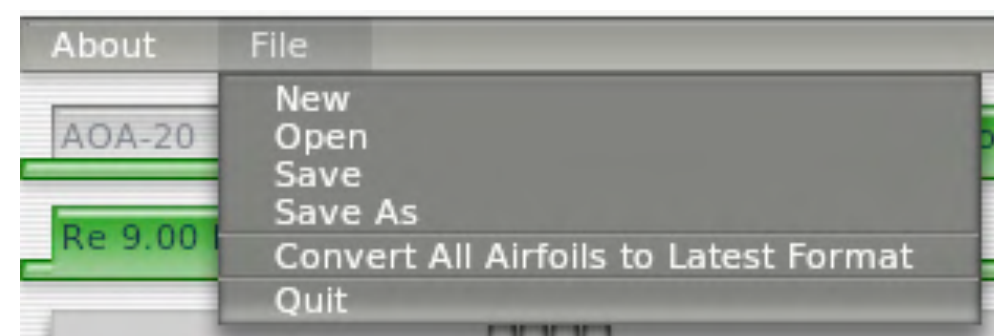 About File
New
AOA-20
Open
Save
Save As
Re 9.00
Convert All Airfoils to Latest Format
Quit